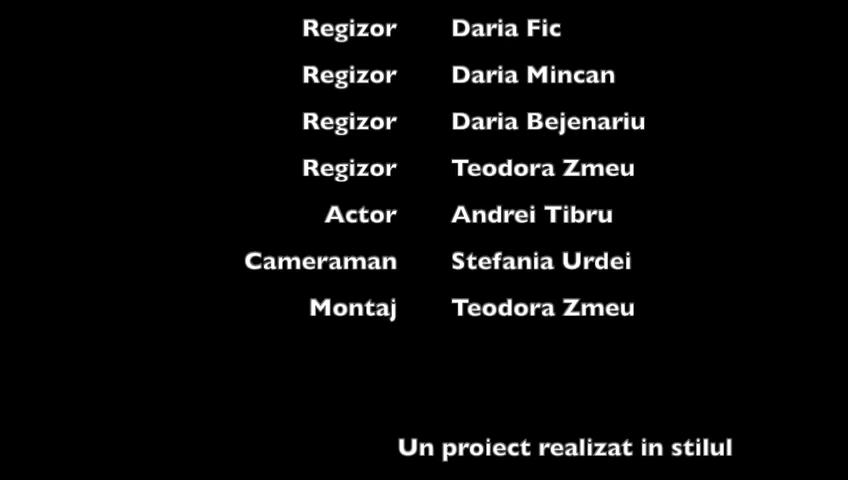 Regizor Daria Fic
Regizor Daria Mincan
Regizor Daria Bejenariu
Regizor Teodora Zmeu
Actor Andrei Tibru
Cameraman Stefania Urdei
Montaj Teodora Zmeu
Un proiect realizat in stilul